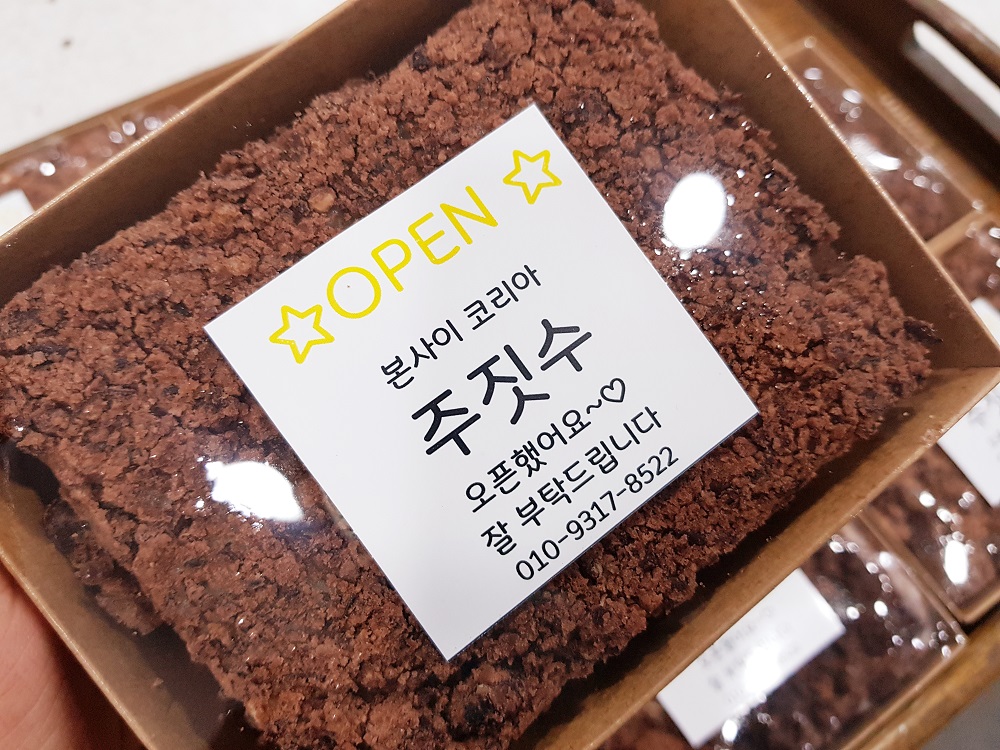 ☆OPEN☆
본사이 코리아
주짓수
오픈했어요~♡
잘 부탁드립니다
010-9317-8522